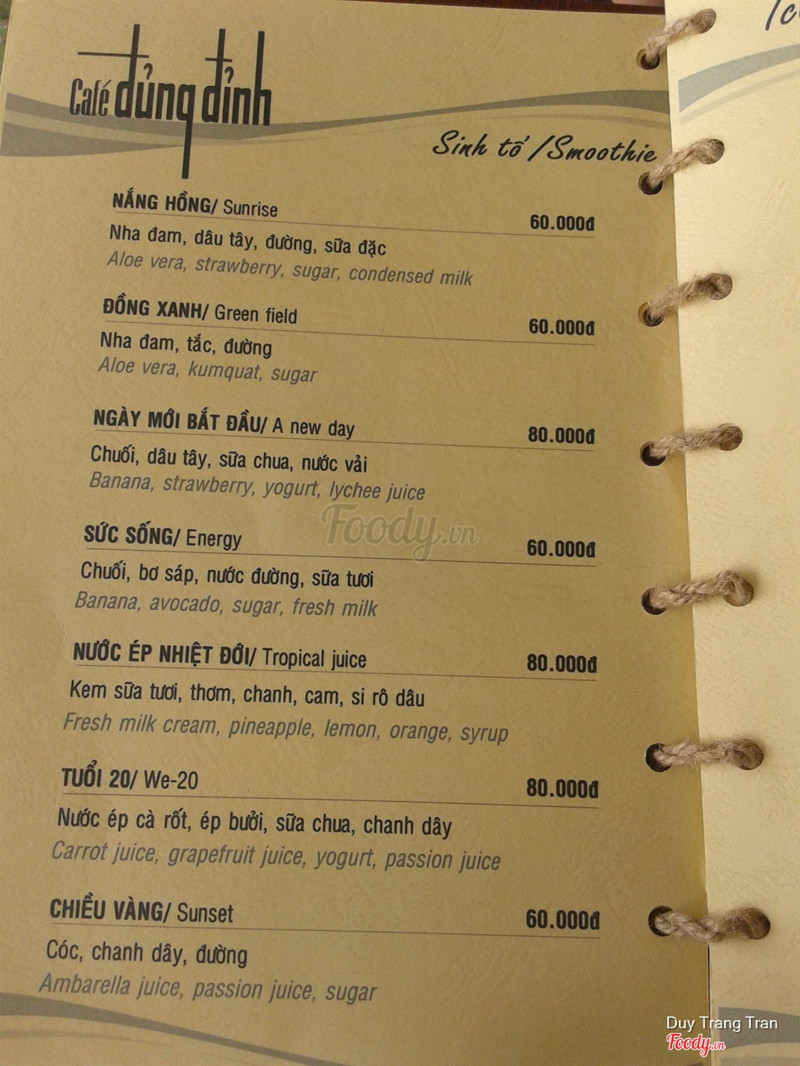 Café đủng đỉnh
Sinh tố /Smoothie
NẮNG HỒNG/ Sunrise 60.000đ
Nha đam, dâu tây, đường, sữa đặc
Aloe vera, strawberry, sugar, condensed milk
ĐỒNG XANH/ Green field 60.000đ
Nha đam, tắc, đường
Aloe vera, kumquat, sugar
NGÀY MỚI BẮT ĐẦU/ A new day 80.000đ
Chuối, dâu tây, sữa chua, nước vải
Banana, strawberry, yogurt, lychee juice
Foody.vn
SỨC SỐNG/ Energy 60.000đ
Chuối, bơ sáp, nước đường, sữa tươi
Banana, avocado, sugar, fresh milk
NƯỚC ÉP NHIỆT ĐỚI/ Tropical juice 80.000đ
Kem sữa tươi, thơm, chanh, cam, si rô dâu
Fresh milk cream, pineapple, lemon, orange, syrup
TUỔI 20/ We-20 80.000đ
Nước ép cà rốt, ép bưởi, sữa chua, chanh dây
Carrot juice, grapefruit juice, yogurt, passion juice
CHIỀU VÀNG/ Sunset 60.000đ
Cóc, chanh dây, đường
Ambarella juice, passion juice, sugar
Duy Trang Tran
Foody.vn